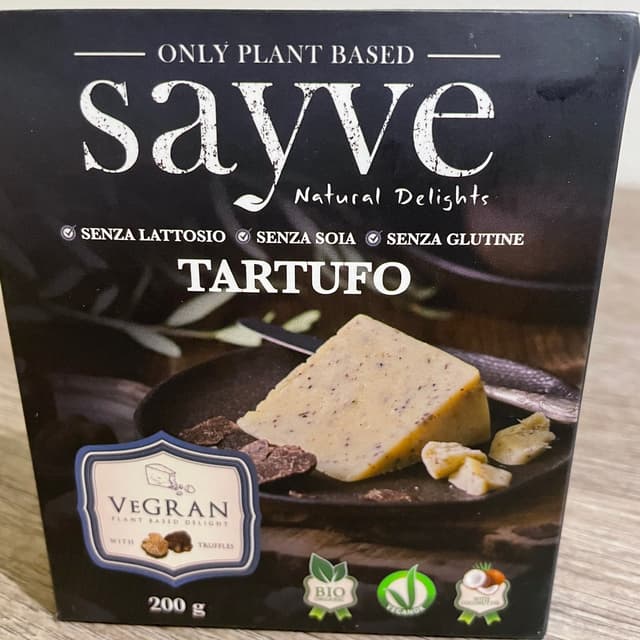 ONLY PLANT BASED
sayve
Natural Delights
SENZA LATTOSIO SENZA SOIA SENZA GLUTINE
TARTUFO
VEGRAN
PLANT BASED DELIGHT
WITH TRUFFLES
BIO
200 g